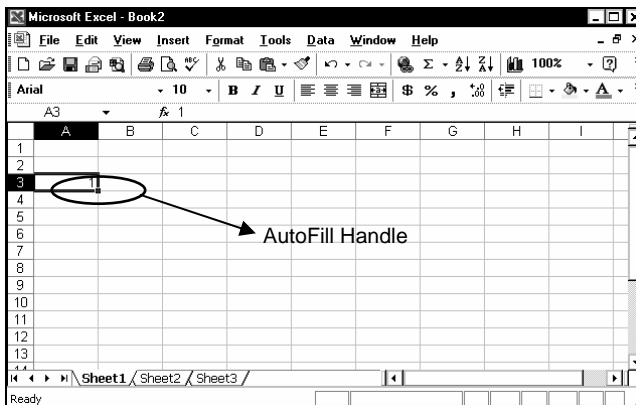 Microsoft Excel - Book2
File Edit View Insert Format Tools Data Window Help
ABC Σ A Z Z A 100% ?
Arial 10 B I U $ % , .00 A
A3 fx 1
A B C D E F G H I
1
2
3 1
4
5
6 AutoFill Handle
7
8
9
10
11
12
13
Sheet1 Sheet2 Sheet3
Ready